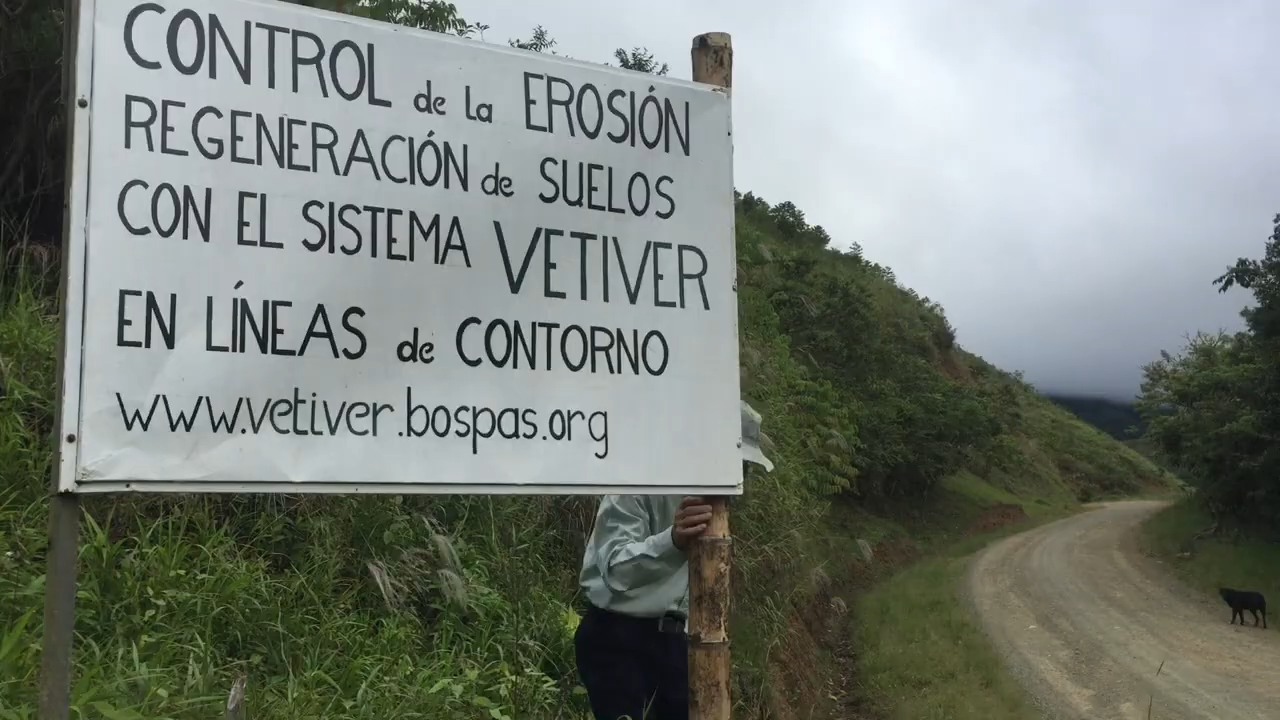 CONTROL de la EROSIÓN
REGENERACIÓN de SUELOS
CON EL SISTEMA VETIVER
EN LÍNEAS de CONTORNO
www.vetiver.bospas.org